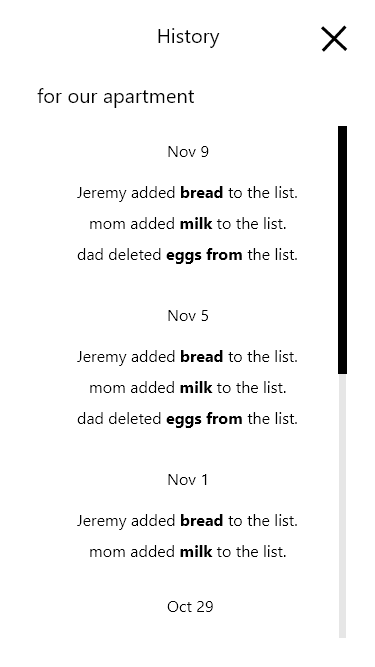 History
for our apartment
Nov 9
Jeremy added bread to the list.
mom added milk to the list.
dad deleted eggs from the list.
Nov 5
Jeremy added bread to the list.
mom added milk to the list.
dad deleted eggs from the list.
Nov 1
Jeremy added bread to the list.
mom added milk to the list.
Oct 29